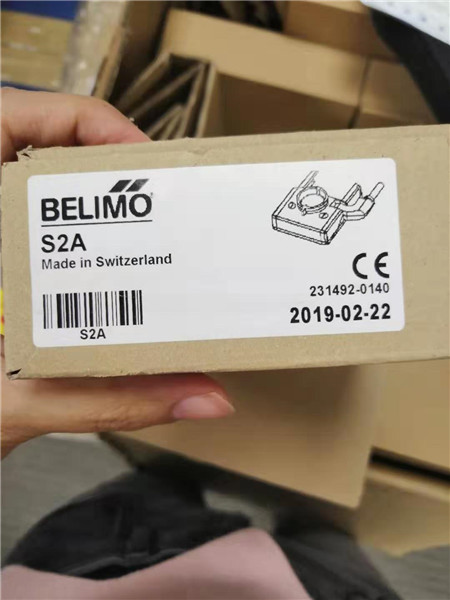 BELIMO
S2A
Made in Switzerland
S2A
CE
231492-0140
2019-02-22